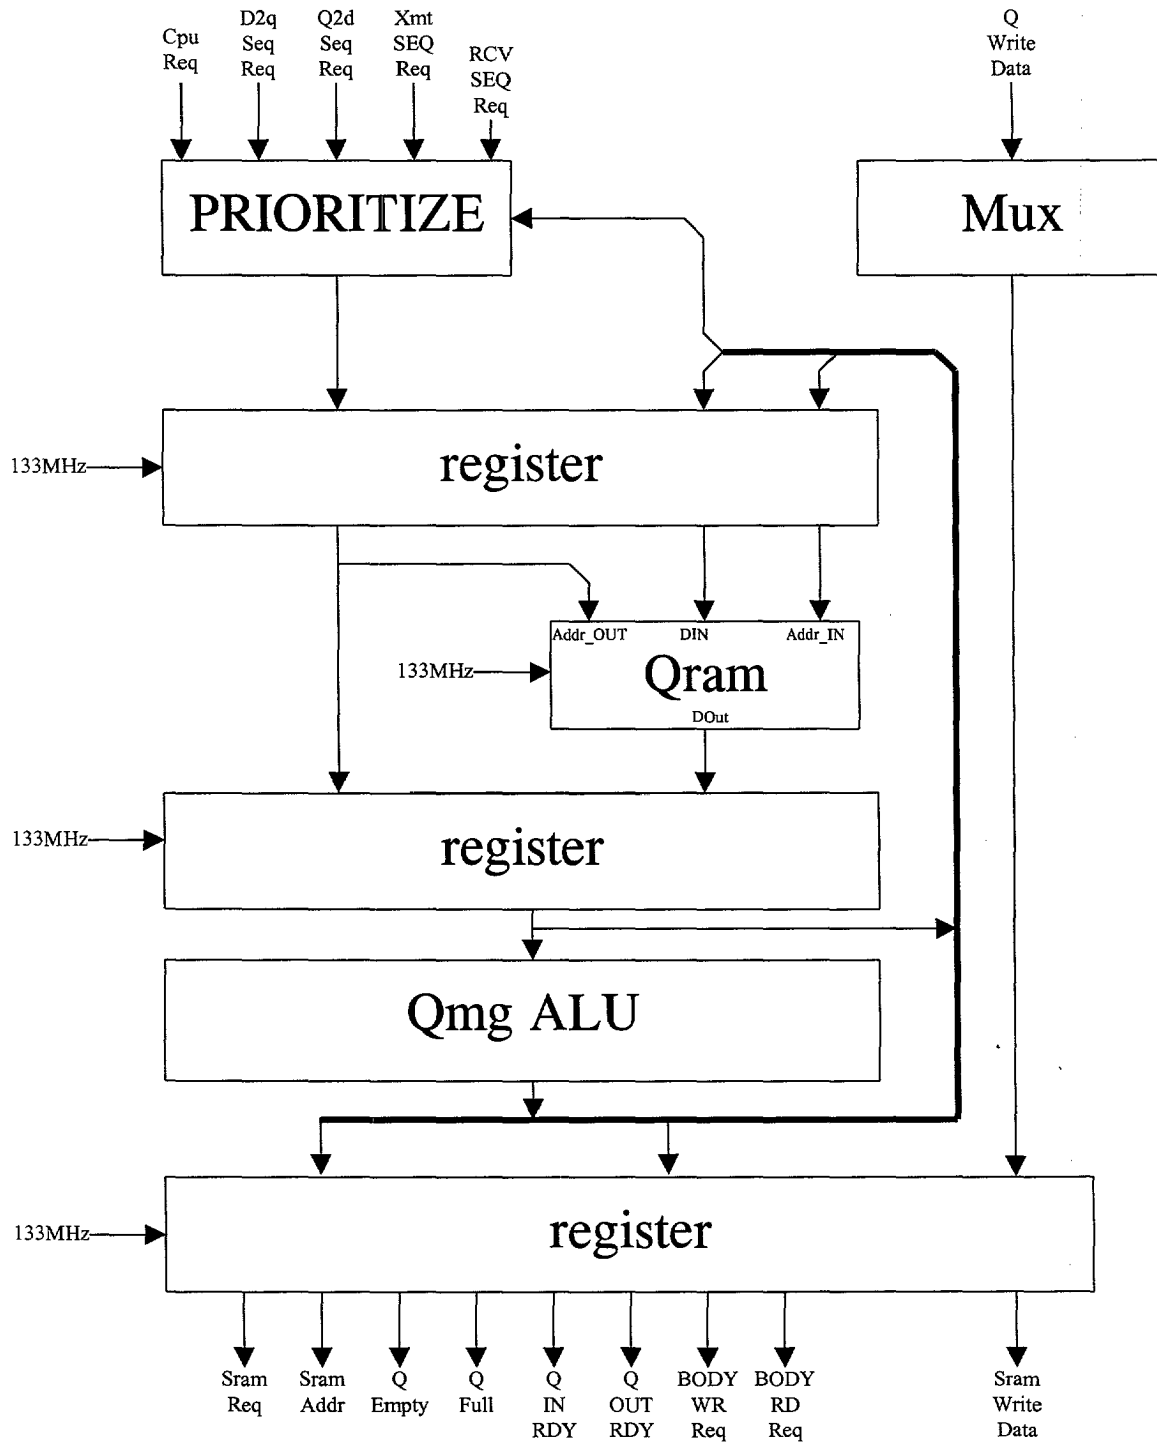 Cpu
Req
D2q
Seq
Req
Q2d
Seq
Req
Xmt
SEQ
Req
RCV
SEQ
Req
Q
Write
Data
PRIORITIZE
Mux
133MHz
register
Addr_OUT
DIN
Addr_IN
133MHz
Qram
DOut
133MHz
register
Qmg ALU
133MHz
register
Sram
Req
Sram
Addr
Q
Empty
Q
Full
Q
IN
RDY
Q
OUT
RDY
BODY
WR
Req
BODY
RD
Req
Sram
Write
Data